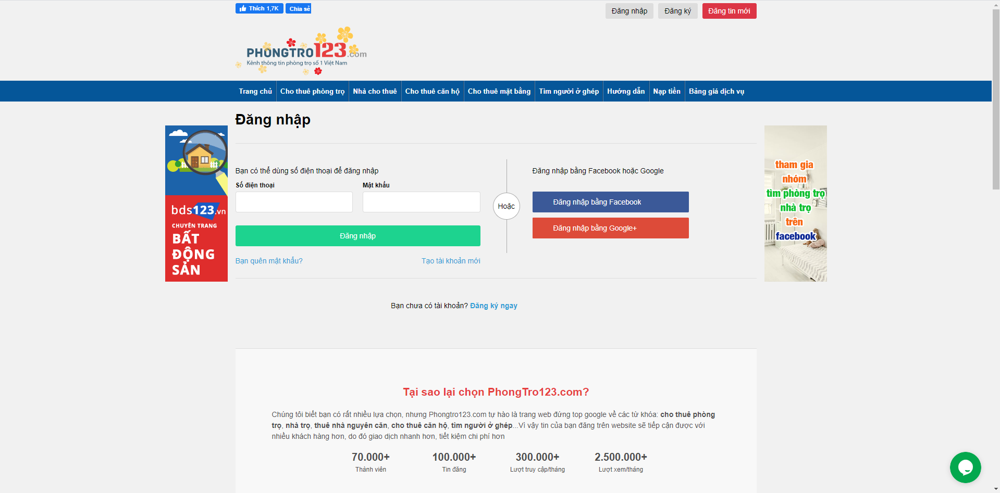 Thích 1,7K
Chia sẻ
Đăng nhập
Đăng ký
Đăng tin mới
PHONGTRO123.com
Kênh thông tin phòng trọ số 1 Việt Nam
Trang chủ
Cho thuê phòng trọ
Nhà cho thuê
Cho thuê căn hộ
Cho thuê mặt bằng
Tìm người ở ghép
Hướng dẫn
Nạp tiền
Bảng giá dịch vụ
Đăng nhập
bds123.vn
CHUYÊN TRANG
BẤT
ĐỘNG
SẢN
Bạn có thể dùng số điện thoại để đăng nhập
Số điện thoại
Mật khẩu
Đăng nhập
Bạn quên mật khẩu?
Tạo tài khoản mới
Hoặc
Đăng nhập bằng Facebook hoặc Google
Đăng nhập bằng Facebook
Đăng nhập bằng Google+
tham gia
nhóm
tìm phòng trọ
nhà trọ
trên
facebook
Bạn chưa có tài khoản? Đăng ký ngay
Tại sao lại chọn PhongTro123.com?
Chúng tôi biết bạn có rất nhiều lựa chọn, nhưng Phongtro123.com tự hào là trang web đứng top google về các từ khóa: cho thuê phòng
trọ, nhà trọ, thuê nhà nguyên căn, cho thuê căn hộ, tìm người ở ghép...Vì vậy tin của bạn đăng trên website sẽ tiếp cận được với
nhiều khách hàng hơn, do đó giao dịch nhanh hơn, tiết kiệm chi phí hơn
70.000+
Thành viên
100.000+
Tin đăng
300.000+
Lượt truy cập/tháng
2.500.000+
Lượt xem/tháng